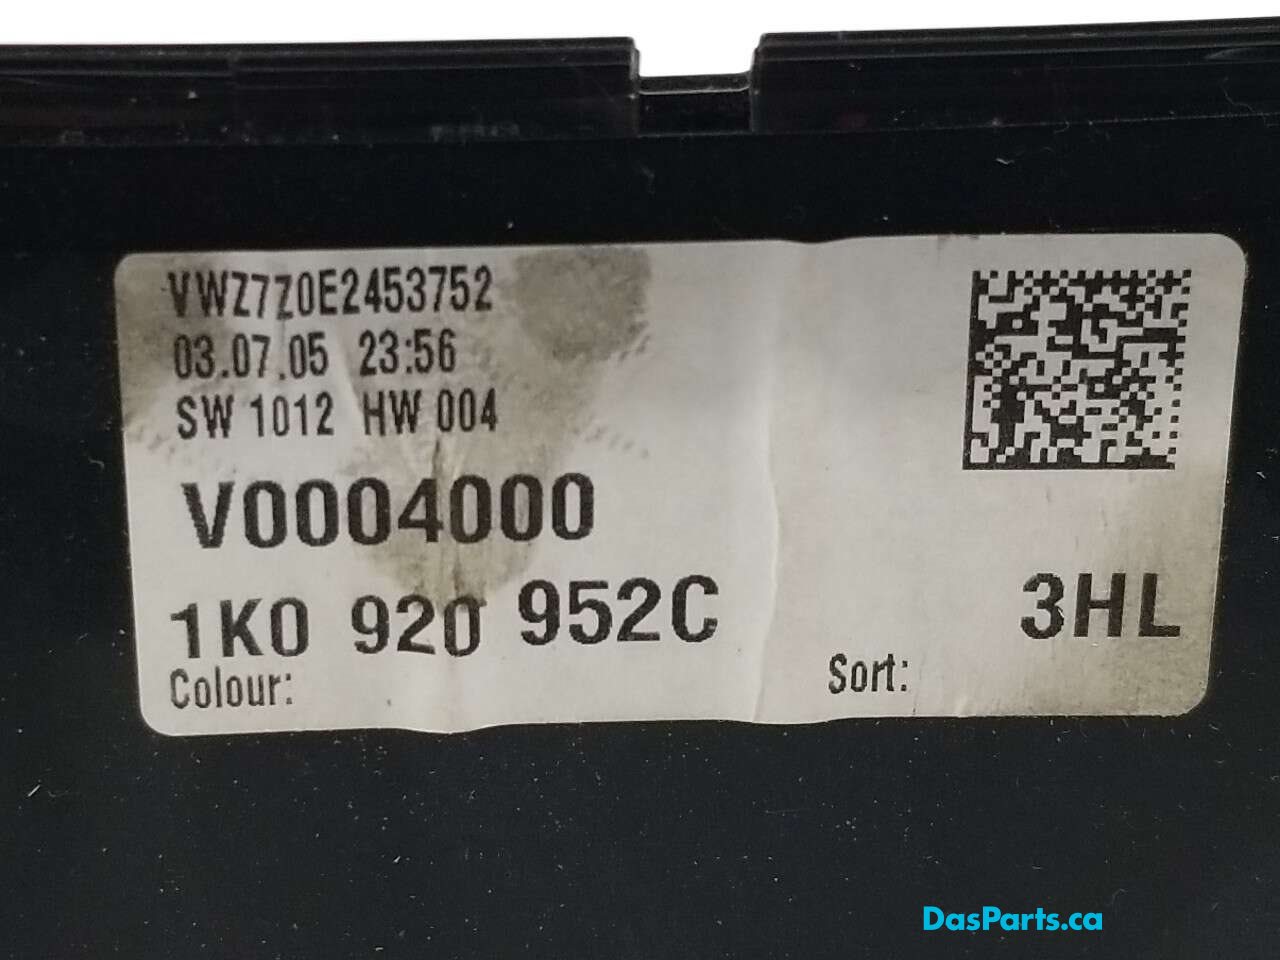 VWZ7Z0E2453752
03.07.05 23:56
SW 1012 HW 004
V0004000
1K0 920 952C 3HL
Colour: Sort:
DasParts.ca